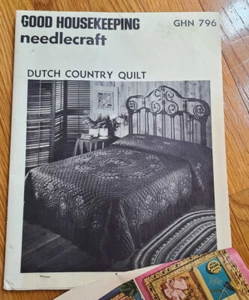 GOOD HOUSEKEEPING
GHN 796
needlecraft
DUTCH COUNTRY QUILT